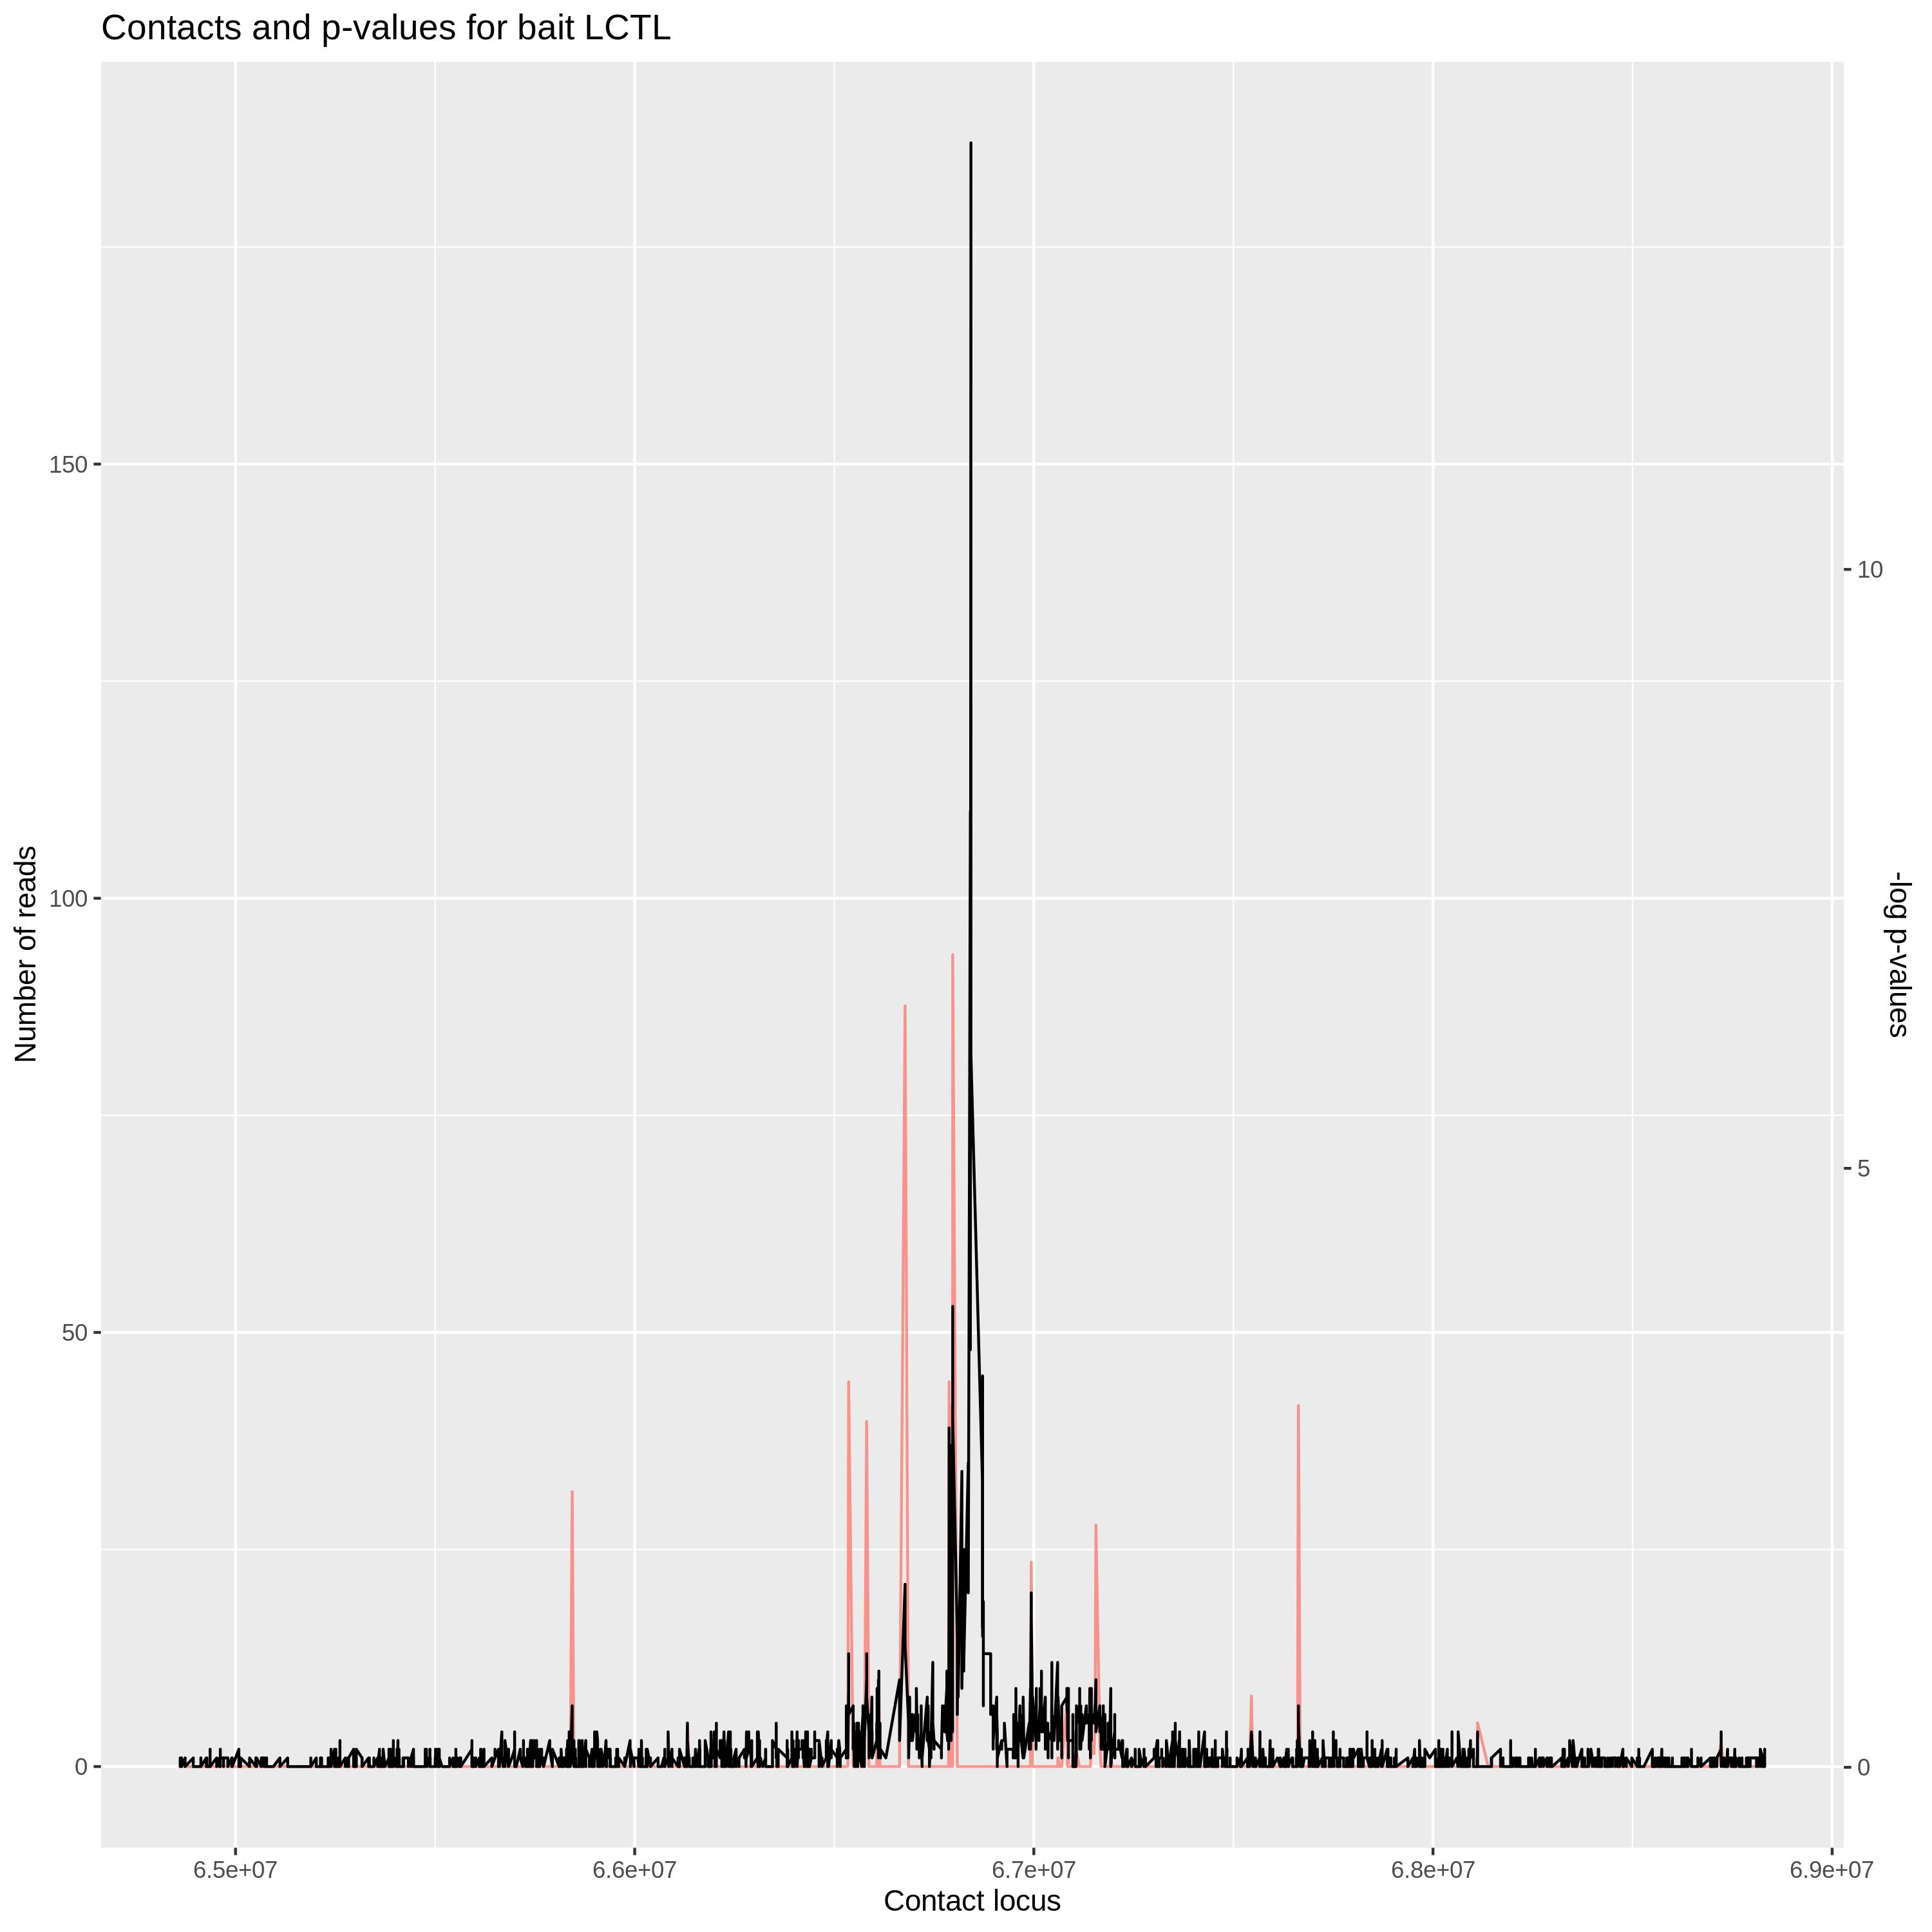 Contacts and p-values for bait LCTL
150
100
50
0
Number of reads
10
5
0
-log p-values
6.5e+07
6.6e+07
6.7e+07
6.8e+07
6.9e+07
Contact locus